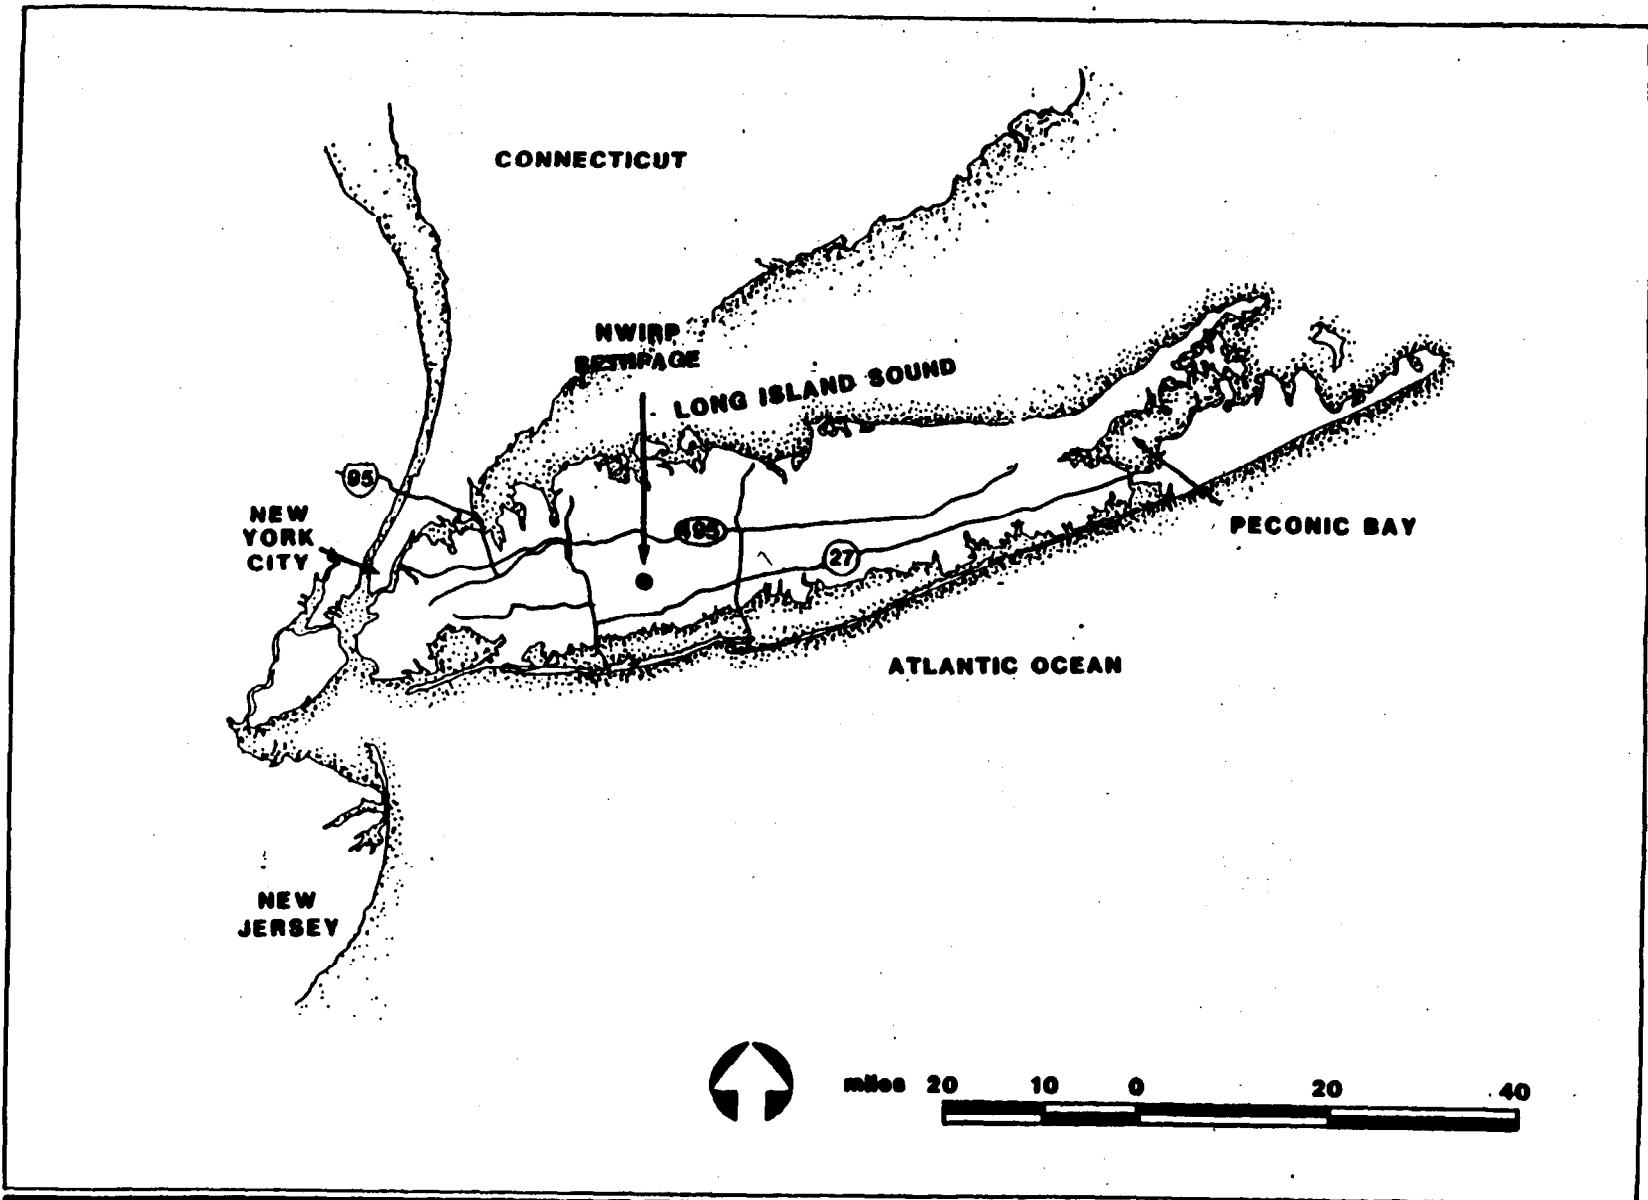 CONNECTICUT
NWIRP
BETHPAGE
LONG ISLAND SOUND
95
NEW
YORK
CITY
495
27
PECONIC BAY
ATLANTIC OCEAN
NEW
JERSEY
miles 20 10 0 20 40